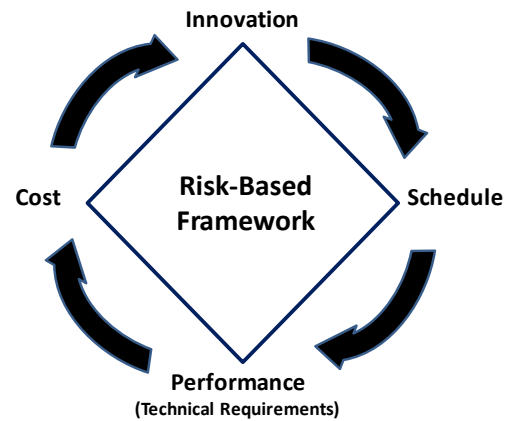 Innovation
Cost
Risk-Based
Framework
Schedule
Performance
(Technical Requirements)